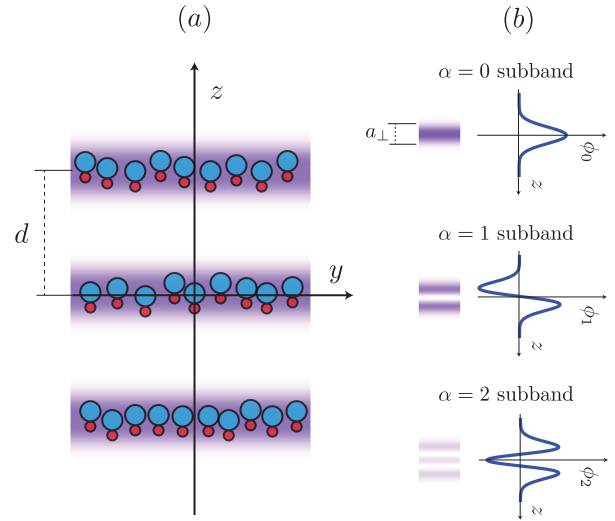 (a)
z
d
y
(b)
α = 0 subband
a⊥
ϕ0
z
α = 1 subband
ϕ1
z
α = 2 subband
ϕ2
z